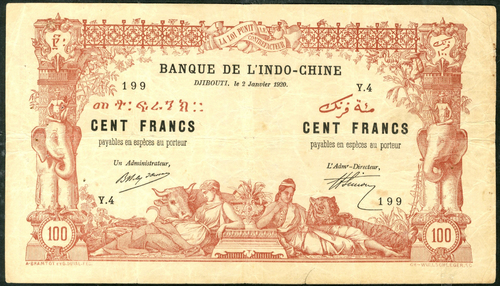 LA LOI PUNIT LE CONTREFACTEUR
BANQUE DE L'INDO-CHINE
199
DJIBOUTI, le 2 Janvier 1920.
Y.4
مئة فرنك
CENT FRANCS
CENT FRANCS
payables en espèces au porteur
payables en espèces au porteur
Un Administrateur,
L'Admr-Directeur,
Y.4
199
100
100